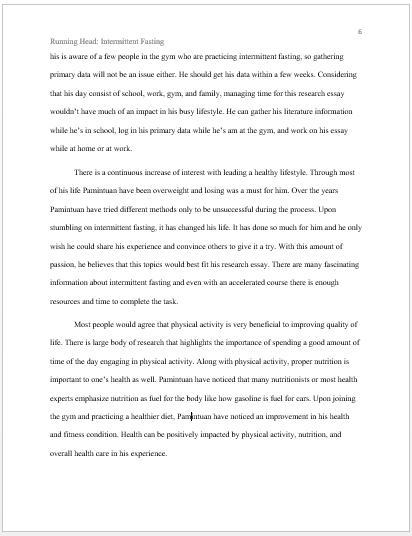 6
Running Head: Intermittent Fasting
his is aware of a few people in the gym who are practicing intermittent fasting, so gathering
primary data will not be an issue either. He should get his data within a few weeks. Considering
that his day consist of school, work, gym, and family, managing time for this research essay
wouldn't have much of an impact in his busy lifestyle. He can gather his literature information
while he's in school, log in his primary data while he's am at the gym, and work on his essay
while at home or at work.
There is a continuous increase of interest with leading a healthy lifestyle. Through most
of his life Pamintuan have been overweight and losing was a must for him. Over the years
Pamintuan have tried different methods only to be unsuccessful during the process. Upon
stumbling on intermittent fasting, it has changed his life. It has done so much for him and he only
wish he could share his experience and convince others to give it a try. With this amount of
passion, he believes that this topics would best fit his research essay. There are many fascinating
information about intermittent fasting and even with an accelerated course there is enough
resources and time to complete the task.
Most people would agree that physical activity is very beneficial to improving quality of
life. There is large body of research that highlights the importance of spending a good amount of
time of the day engaging in physical activity. Along with physical activity, proper nutrition is
important to one's health as well. Pamintuan have noticed that many nutritionists or most health
experts emphasize nutrition as fuel for the body like how gasoline is fuel for cars. Upon joining
the gym and practicing a healthier diet, Pamintuan have noticed an improvement in his health
and fitness condition. Health can be positively impacted by physical activity, nutrition, and
overall health care in his experience.